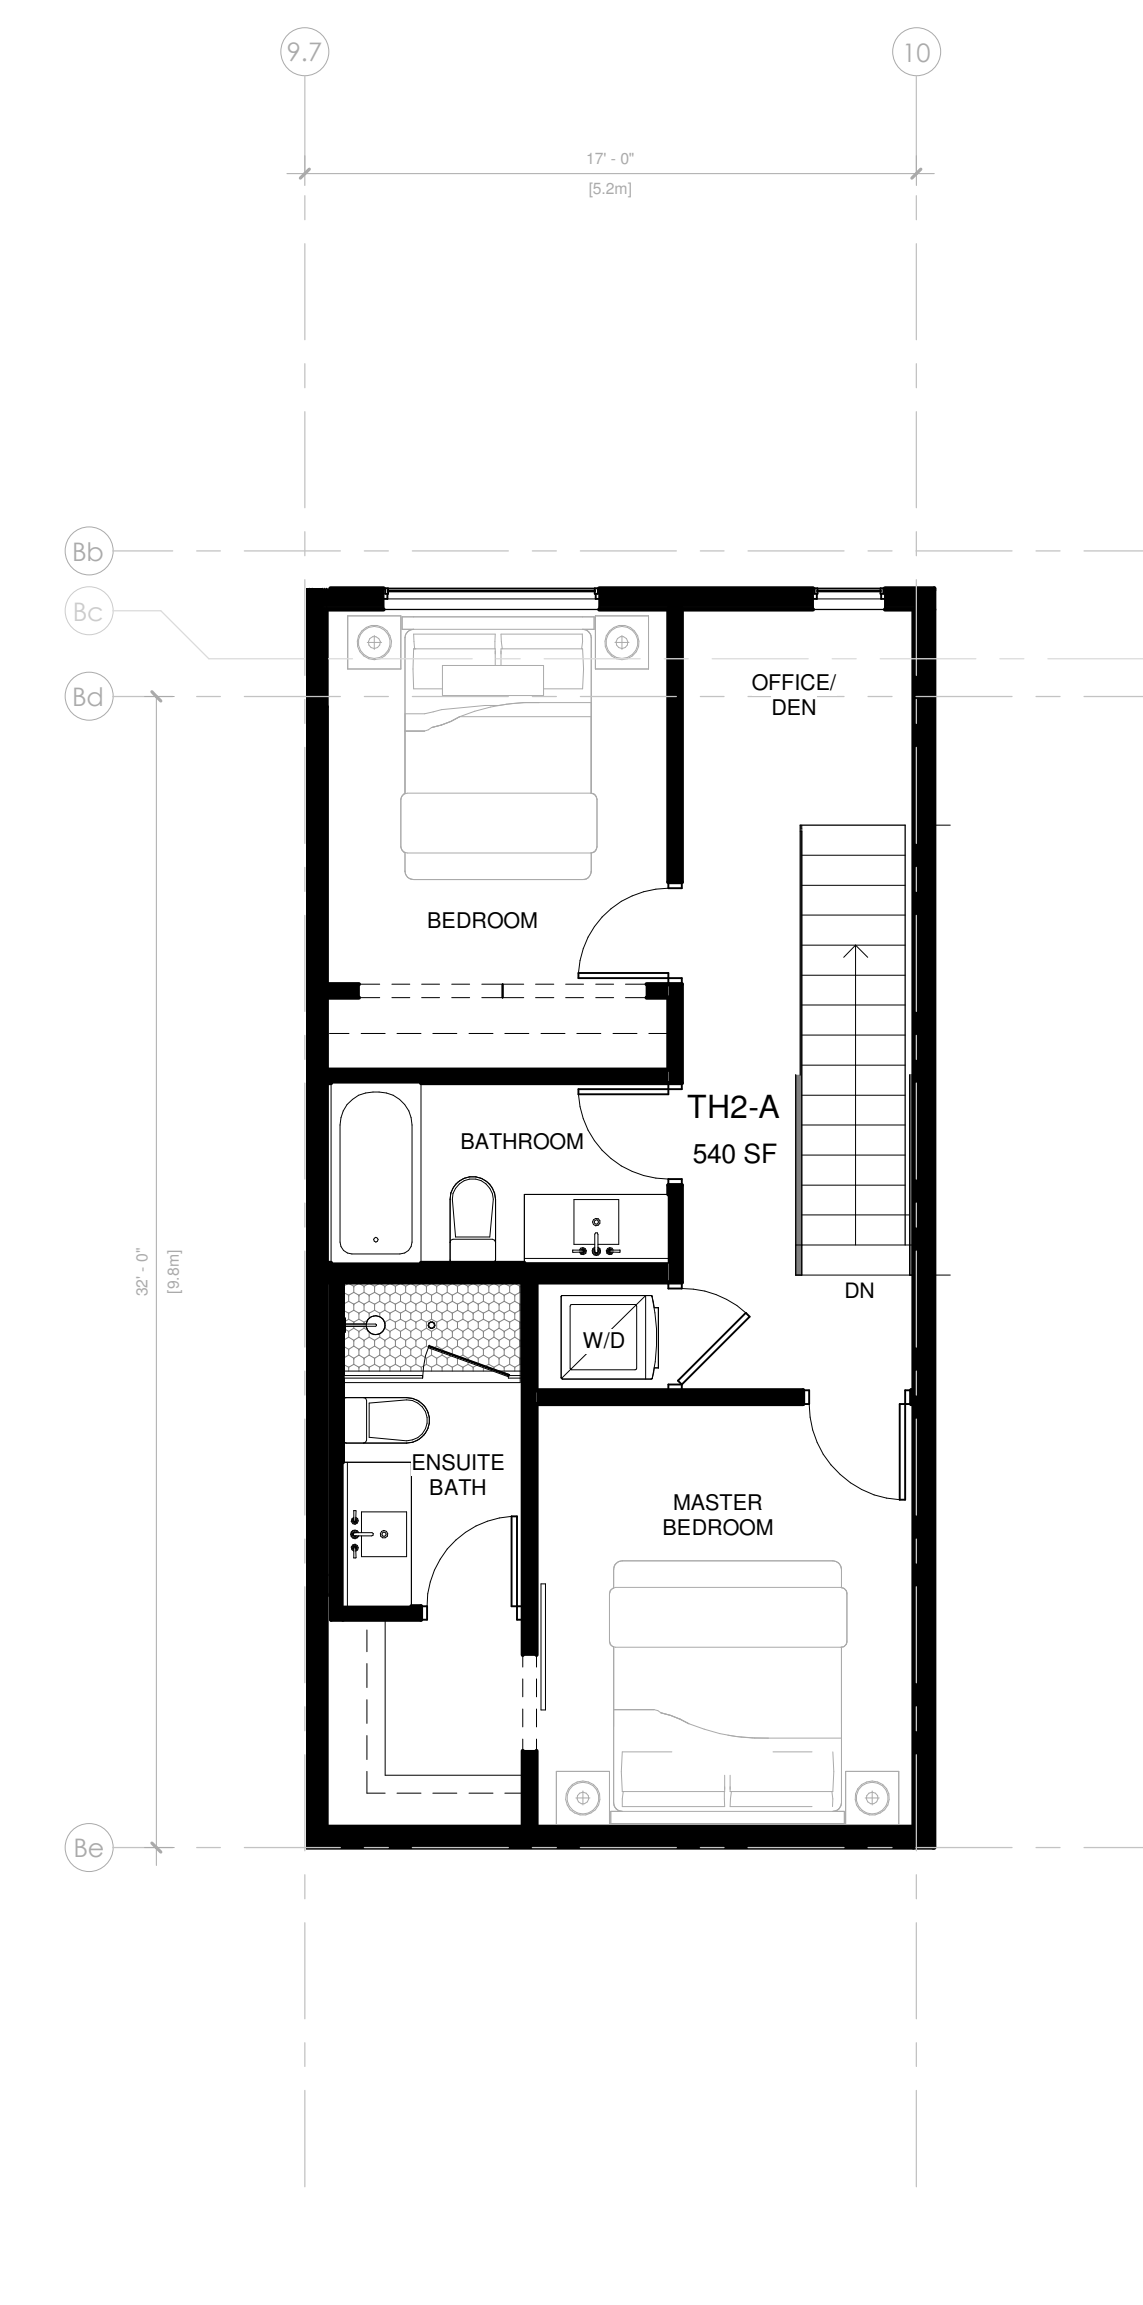 9.7
10
17' - 0"
[5.2m]
Bb
Bc
Bd
OFFICE/
DEN
BEDROOM
TH2-A
BATHROOM
540 SF
32' - 0"
[9.8m]
DN
W/D
ENSUITE
BATH
MASTER
BEDROOM
Be